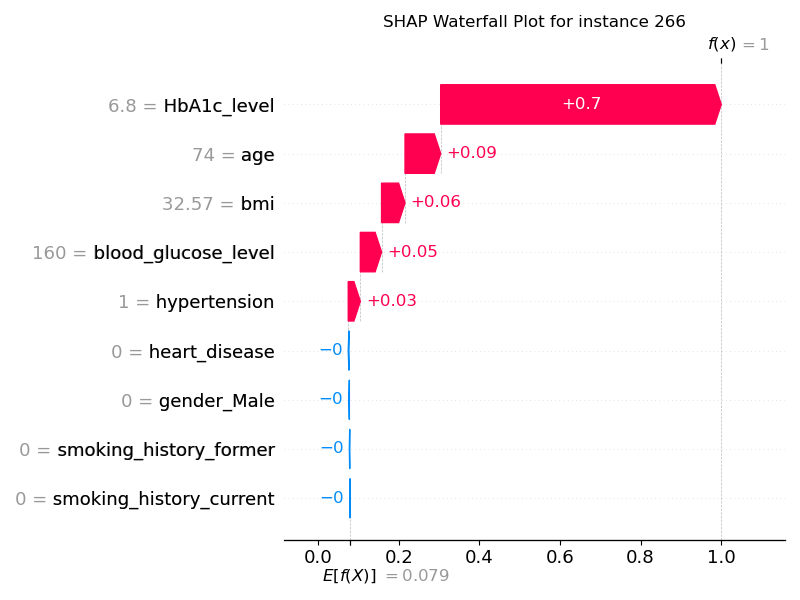 SHAP Waterfall Plot for instance 266
f(x) = 1
6.8 = HbA1c_level +0.7
74 = age +0.09
32.57 = bmi +0.06
160 = blood_glucose_level +0.05
1 = hypertension +0.03
0 = heart_disease −0
0 = gender_Male −0
0 = smoking_history_former −0
0 = smoking_history_current −0
0.0 0.2 0.4 0.6 0.8 1.0
E[f(X)] = 0.079